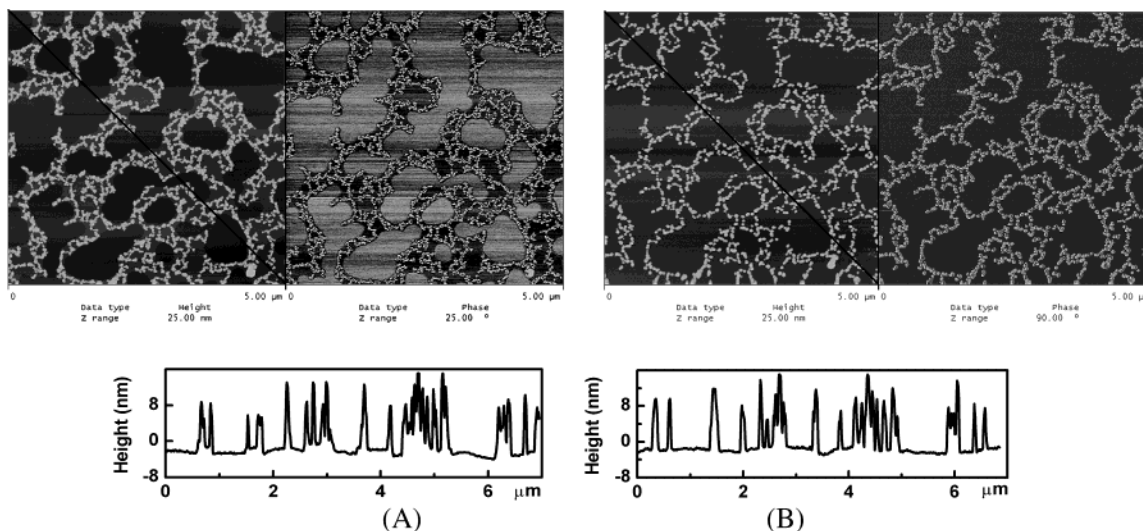 0 5.00 µm 0 5.00 µm
Data type Height Data type Phase
Z range 25.00 nm Z range 25.00 º
0 5.00 µm 0 5.00 µ
Data type Height Data type Phase
Z range 25.00 nm Z range 90.00 º
Height (nm)
8
0
-8
0 2 4 6 µm
(A)
Height (nm)
8
0
-8
0 2 4 6 µm
(B)